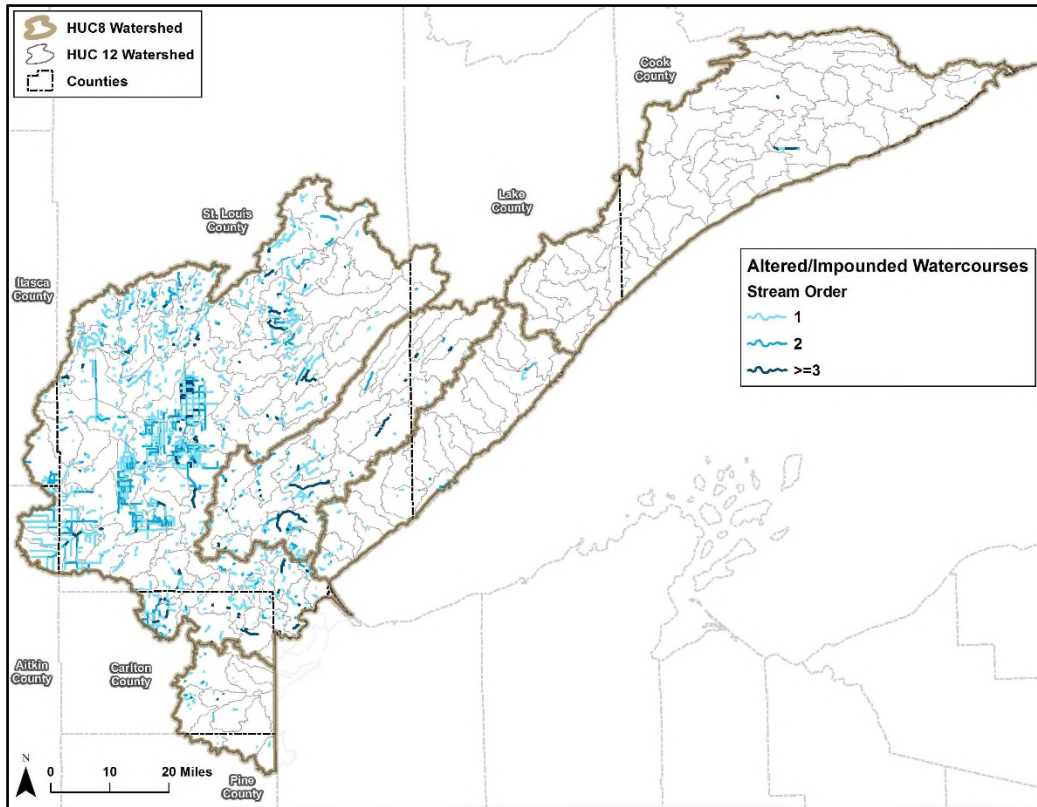 HUC8 Watershed
HUC 12 Watershed
Counties
Cook
County
Lake
County
St. Louis
County
Itasca
County
Altered/Impounded Watercourses
Stream Order
1
2
>=3
Aitkin
County
Carlton
County
Pine
County
N
0 10 20 Miles